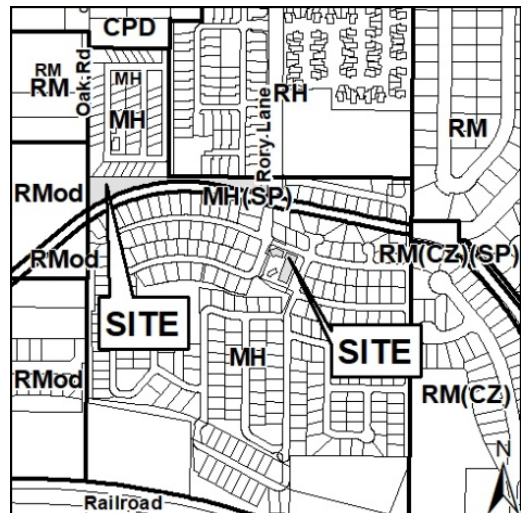 CPD
Oak Rd
RM
RM
MH
MH
Rory Lane
RH
RM
RMod
MH(SP)
RMod
RM(CZ)(SP)
SITE
SITE
MH
RMod
RM(CZ)
N
Railroad